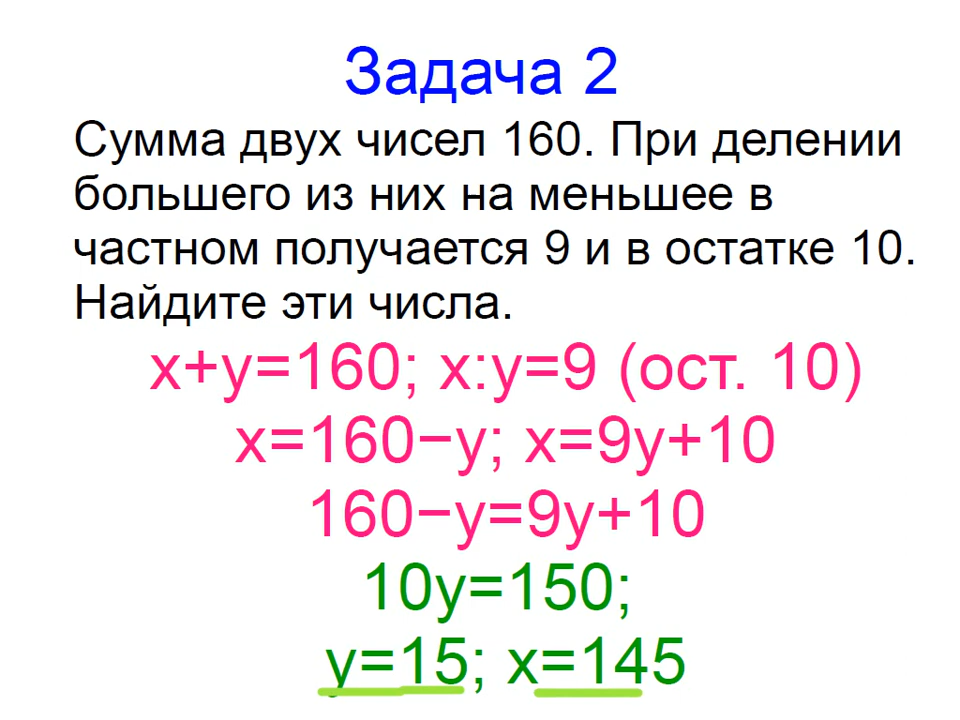 Задача 2
Сумма двух чисел 160. При делении
большего из них на меньшее в
частном получается 9 и в остатке 10.
Найдите эти числа.
x+y=160; x:y=9 (ост. 10)
x=160−y; x=9y+10
160−y=9y+10
10y=150;
y=15; x=145